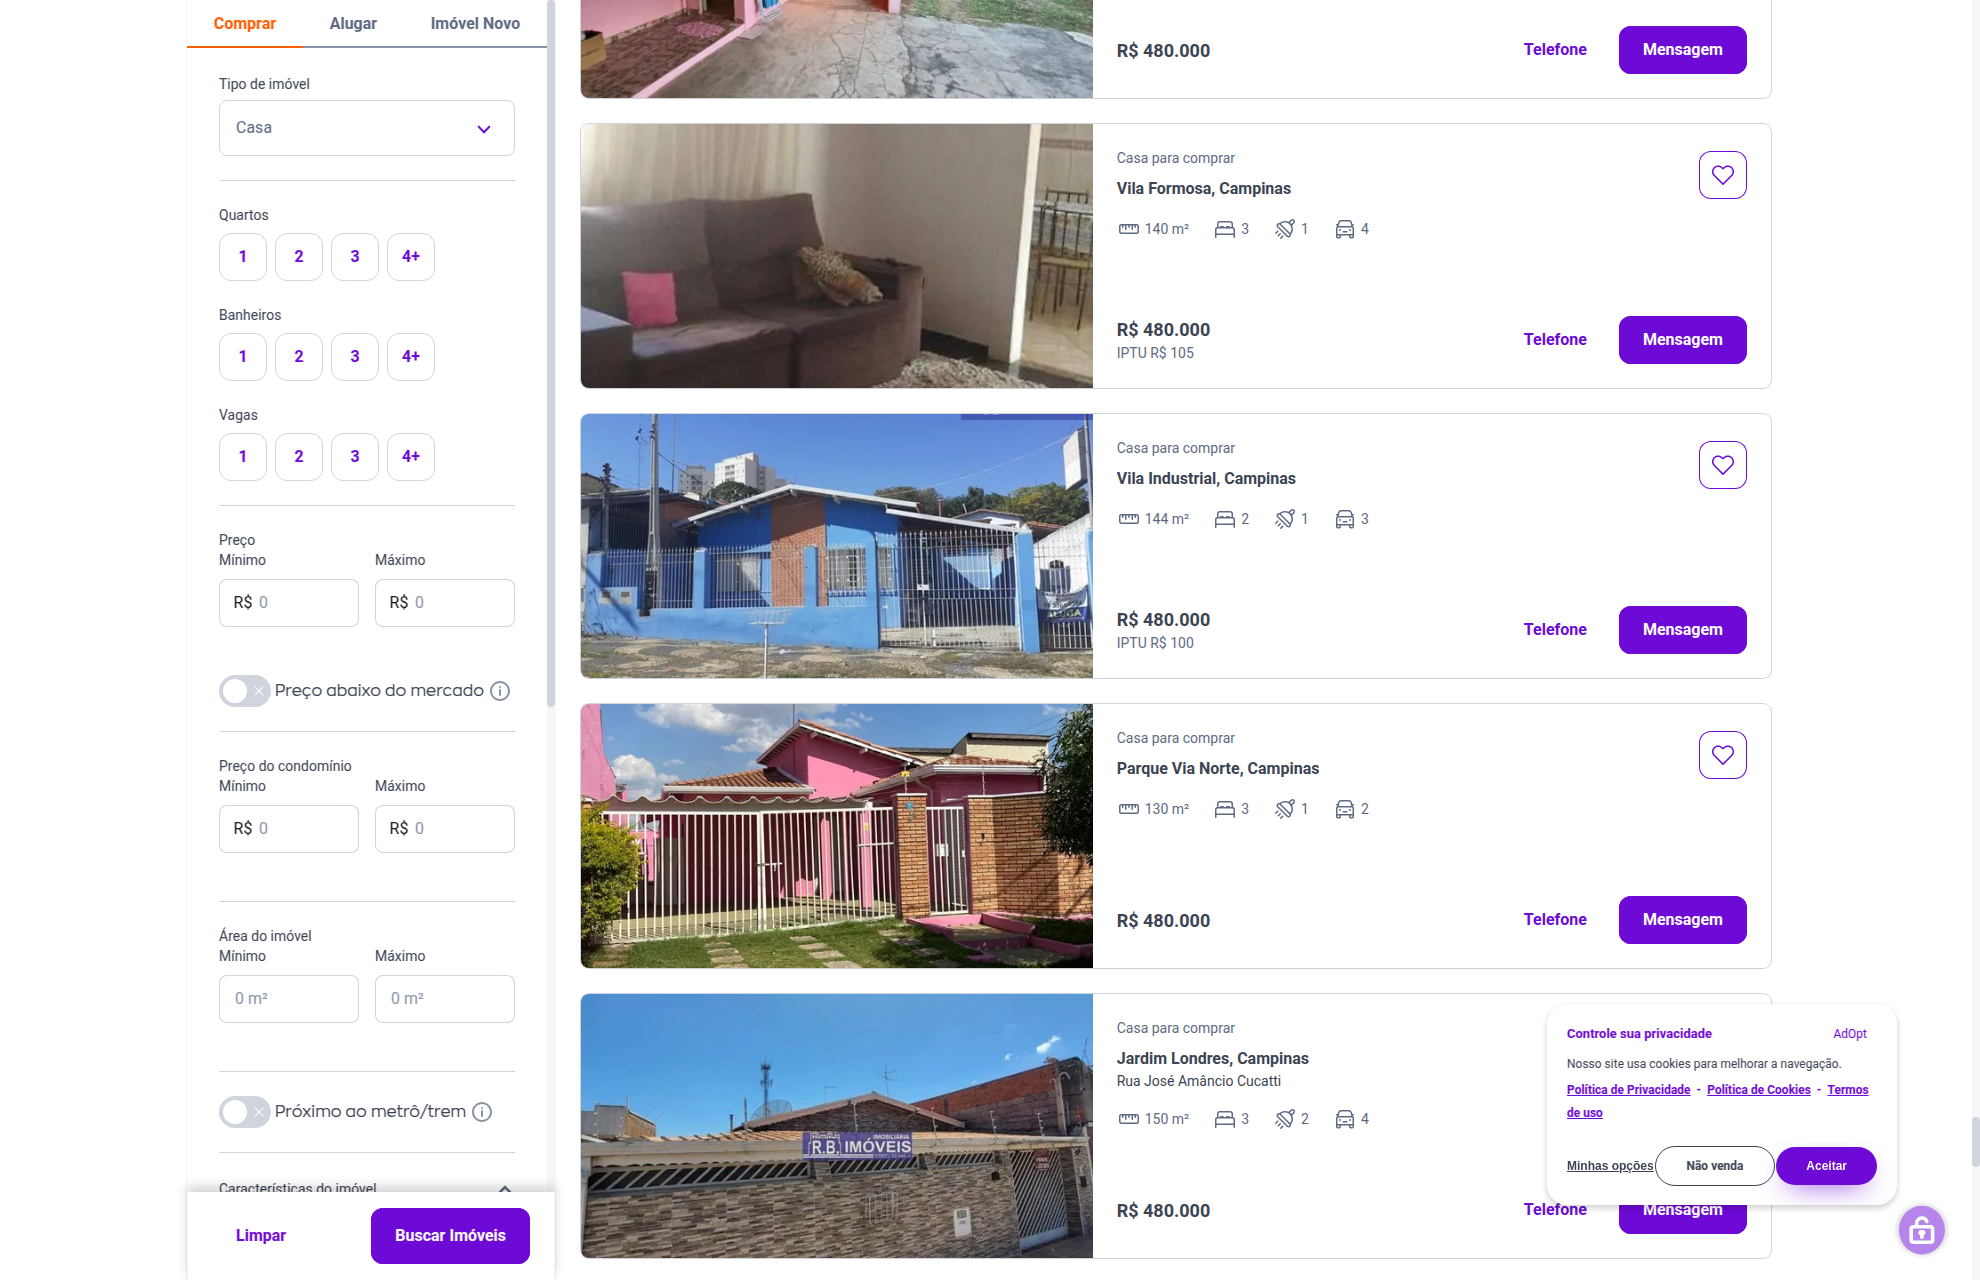 Comprar Alugar Imóvel Novo
Tipo de imóvel
Casa
Quartos
1 2 3 4+
Banheiros
1 2 3 4+
Vagas
1 2 3 4+
Preço
Mínimo Máximo
R$ 0 R$ 0
Preço abaixo do mercado
Preço do condomínio
Mínimo Máximo
R$ 0 R$ 0
Área do imóvel
Mínimo Máximo
0 m² 0 m²
Próximo ao metrô/trem
Características do imóvel
Limpar Buscar Imóveis
R$ 480.000
Telefone Mensagem
Casa para comprar
Vila Formosa, Campinas
140 m² 3 1 4
R$ 480.000
IPTU R$ 105
Telefone Mensagem
Casa para comprar
Vila Industrial, Campinas
144 m² 2 1 3
R$ 480.000
IPTU R$ 100
Telefone Mensagem
Casa para comprar
Parque Via Norte, Campinas
130 m² 3 1 2
R$ 480.000
Telefone Mensagem
IMOBILIÁRIA
R.B. IMÓVEIS
Casa para comprar
Jardim Londres, Campinas
Rua José Amâncio Cucatti
150 m² 3 2 4
R$ 480.000
Telefone Mensagem
Controle sua privacidade AdOpt
Nosso site usa cookies para melhorar a navegação.
Política de Privacidade - Política de Cookies - Termos
de uso
Minhas opções Não venda Aceitar